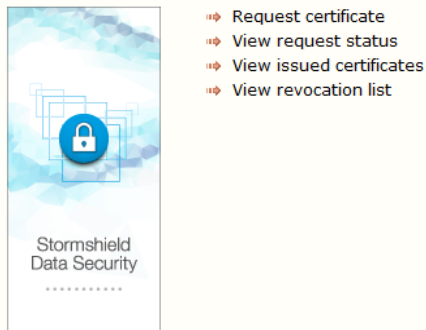 Request certificate
View request status
View issued certificates
View revocation list
Stormshield
Data Security